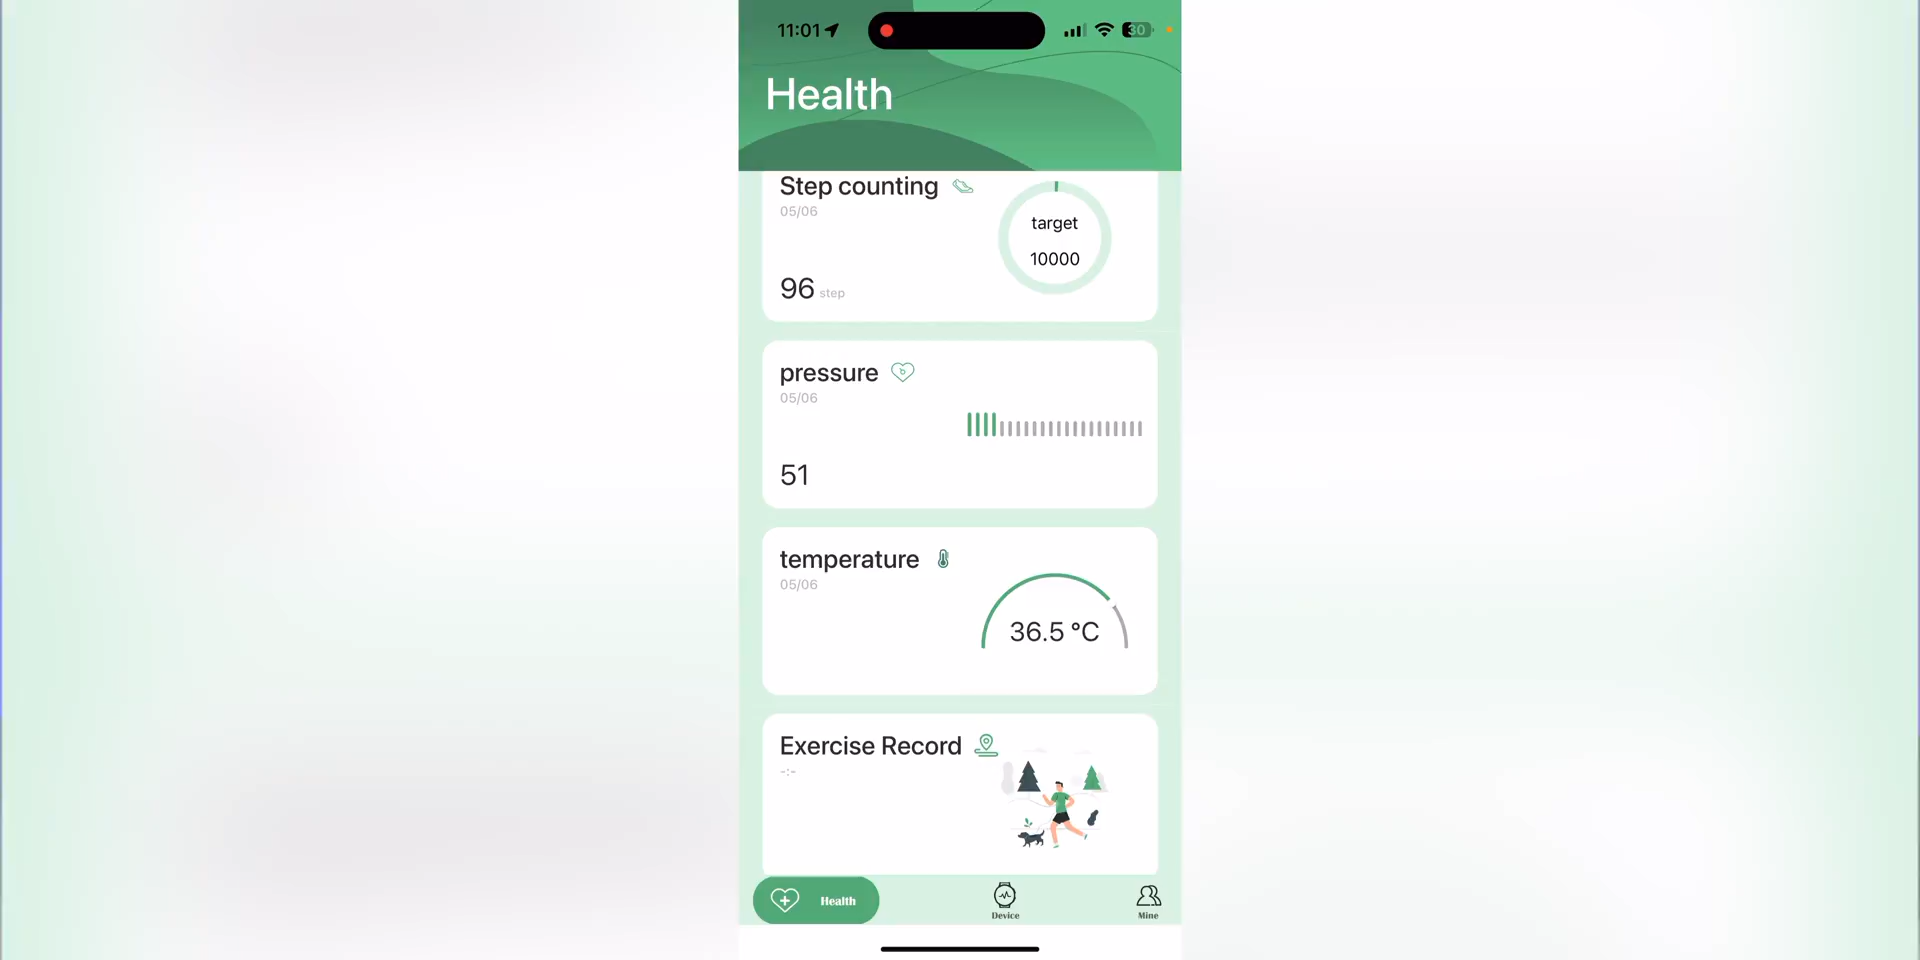 11:01
30
Health
Step counting
05/06
target
10000
96 step
pressure
05/06
51
temperature
05/06
36.5 °C
Exercise Record
-:-
Health
Device
Mine